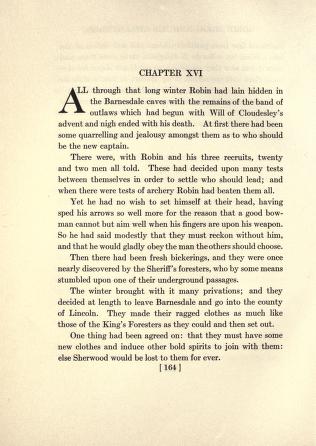 CHAPTER XVI
ALL through that long winter Robin had lain hidden in
the Barnesdale caves with the remains of the band of
outlaws which had begun with Will of Cloudesley's
advent and nigh ended with his death. At first there had been
some quarrelling and jealousy amongst them as to who should
be the new captain.
There were, with Robin and his three recruits, twenty
and two men all told. These had decided upon many tests
between themselves in order to settle who should lead; and
when there were tests of archery Robin had beaten them all.
Yet he had no wish to set himself at their head, having
sped his arrows so well more for the reason that a good bow-
man cannot but aim well when his fingers are upon his weapon.
So he had said modestly that they must reckon without him,
and that he would gladly obey the man the others should choose.
Then there had been fresh bickerings, and they were once
nearly discovered by the Sheriff's foresters, who by some means
stumbled upon one of their underground passages.
The winter brought with it many privations; and they
decided at length to leave Barnesdale and go into the county
of Lincoln. They made their ragged clothes as much like
those of the King's Foresters as they could and then set out.
One thing had been agreed on: that they must have some
new clothes and induce other bold spirits to join with them:
else Sherwood would be lost to them for ever.
[ 164 ]